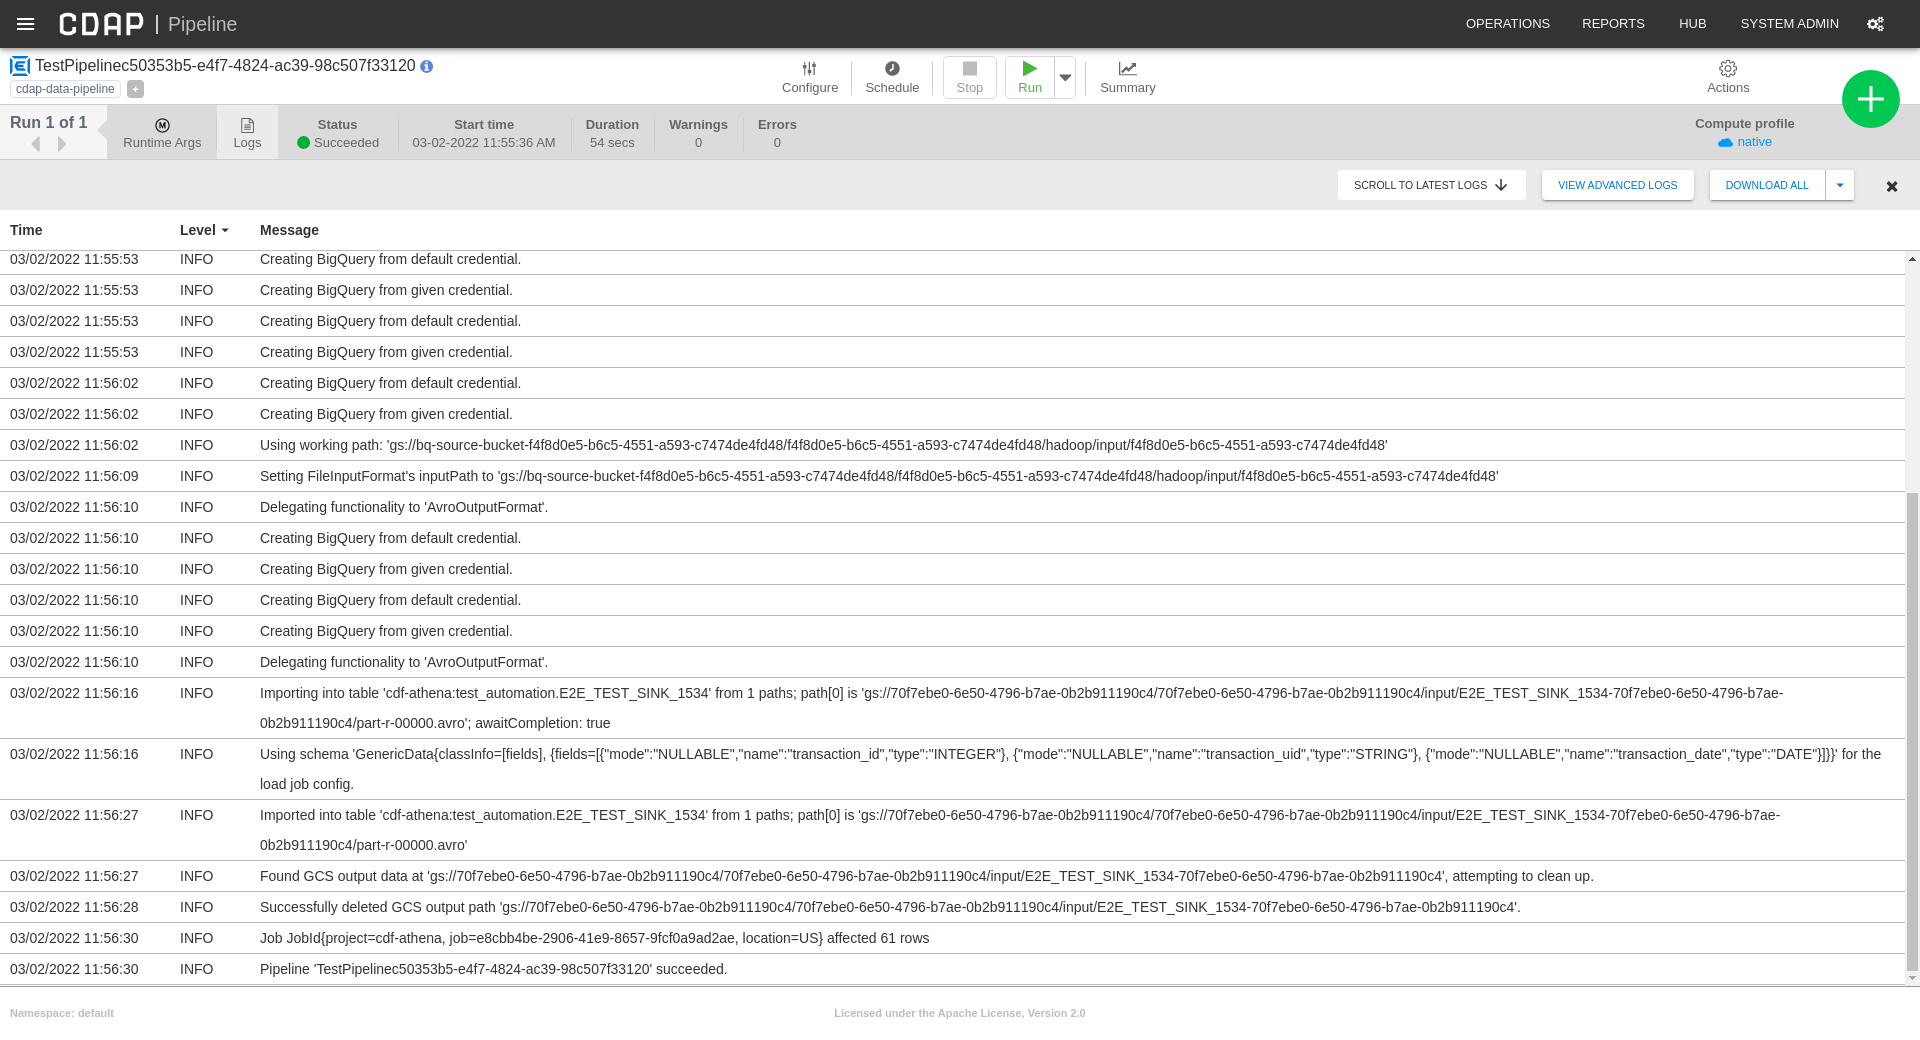 CDAP | Pipeline OPERATIONS REPORTS HUB SYSTEM ADMIN
TestPipelinec50353b5-e4f7-4824-ac39-98c507f33120
cdap-data-pipeline +
Configure Schedule Stop Run Summary Actions
Run 1 of 1
Runtime Args Logs
Status Start time Duration Warnings Errors Compute profile
Succeeded 03-02-2022 11:55:36 AM 54 secs 0 0 native
SCROLL TO LATEST LOGS VIEW ADVANCED LOGS DOWNLOAD ALL
Time Level Message
03/02/2022 11:55:53 INFO Creating BigQuery from default credential.
03/02/2022 11:55:53 INFO Creating BigQuery from given credential.
03/02/2022 11:55:53 INFO Creating BigQuery from default credential.
03/02/2022 11:55:53 INFO Creating BigQuery from given credential.
03/02/2022 11:56:02 INFO Creating BigQuery from default credential.
03/02/2022 11:56:02 INFO Creating BigQuery from given credential.
03/02/2022 11:56:02 INFO Using working path: 'gs://bq-source-bucket-f4f8d0e5-b6c5-4551-a593-c7474de4fd48/f4f8d0e5-b6c5-4551-a593-c7474de4fd48/hadoop/input/f4f8d0e5-b6c5-4551-a593-c7474de4fd48'
03/02/2022 11:56:09 INFO Setting FileInputFormat's inputPath to 'gs://bq-source-bucket-f4f8d0e5-b6c5-4551-a593-c7474de4fd48/f4f8d0e5-b6c5-4551-a593-c7474de4fd48/hadoop/input/f4f8d0e5-b6c5-4551-a593-c7474de4fd48'
03/02/2022 11:56:10 INFO Delegating functionality to 'AvroOutputFormat'.
03/02/2022 11:56:10 INFO Creating BigQuery from default credential.
03/02/2022 11:56:10 INFO Creating BigQuery from given credential.
03/02/2022 11:56:10 INFO Creating BigQuery from default credential.
03/02/2022 11:56:10 INFO Creating BigQuery from given credential.
03/02/2022 11:56:10 INFO Delegating functionality to 'AvroOutputFormat'.
03/02/2022 11:56:16 INFO Importing into table 'cdf-athena:test_automation.E2E_TEST_SINK_1534' from 1 paths; path[0] is 'gs://70f7ebe0-6e50-4796-b7ae-0b2b911190c4/70f7ebe0-6e50-4796-b7ae-0b2b911190c4/input/E2E_TEST_SINK_1534-70f7ebe0-6e50-4796-b7ae-
0b2b911190c4/part-r-00000.avro'; awaitCompletion: true
03/02/2022 11:56:16 INFO Using schema 'GenericData{classInfo=[fields], {fields=[{"mode":"NULLABLE","name":"transaction_id","type":"INTEGER"}, {"mode":"NULLABLE","name":"transaction_uid","type":"STRING"}, {"mode":"NULLABLE","name":"transaction_date","type":"DATE"}]}}' for the
load job config.
03/02/2022 11:56:27 INFO Imported into table 'cdf-athena:test_automation.E2E_TEST_SINK_1534' from 1 paths; path[0] is 'gs://70f7ebe0-6e50-4796-b7ae-0b2b911190c4/70f7ebe0-6e50-4796-b7ae-0b2b911190c4/input/E2E_TEST_SINK_1534-70f7ebe0-6e50-4796-b7ae-
0b2b911190c4/part-r-00000.avro'
03/02/2022 11:56:27 INFO Found GCS output data at 'gs://70f7ebe0-6e50-4796-b7ae-0b2b911190c4/70f7ebe0-6e50-4796-b7ae-0b2b911190c4/input/E2E_TEST_SINK_1534-70f7ebe0-6e50-4796-b7ae-0b2b911190c4', attempting to clean up.
03/02/2022 11:56:28 INFO Successfully deleted GCS output path 'gs://70f7ebe0-6e50-4796-b7ae-0b2b911190c4/70f7ebe0-6e50-4796-b7ae-0b2b911190c4/input/E2E_TEST_SINK_1534-70f7ebe0-6e50-4796-b7ae-0b2b911190c4'.
03/02/2022 11:56:30 INFO Job JobId{project=cdf-athena, job=e8cbb4be-2906-41e9-8657-9fcf0a9ad2ae, location=US} affected 61 rows
03/02/2022 11:56:30 INFO Pipeline 'TestPipelinec50353b5-e4f7-4824-ac39-98c507f33120' succeeded.
Namespace: default Licensed under the Apache License, Version 2.0